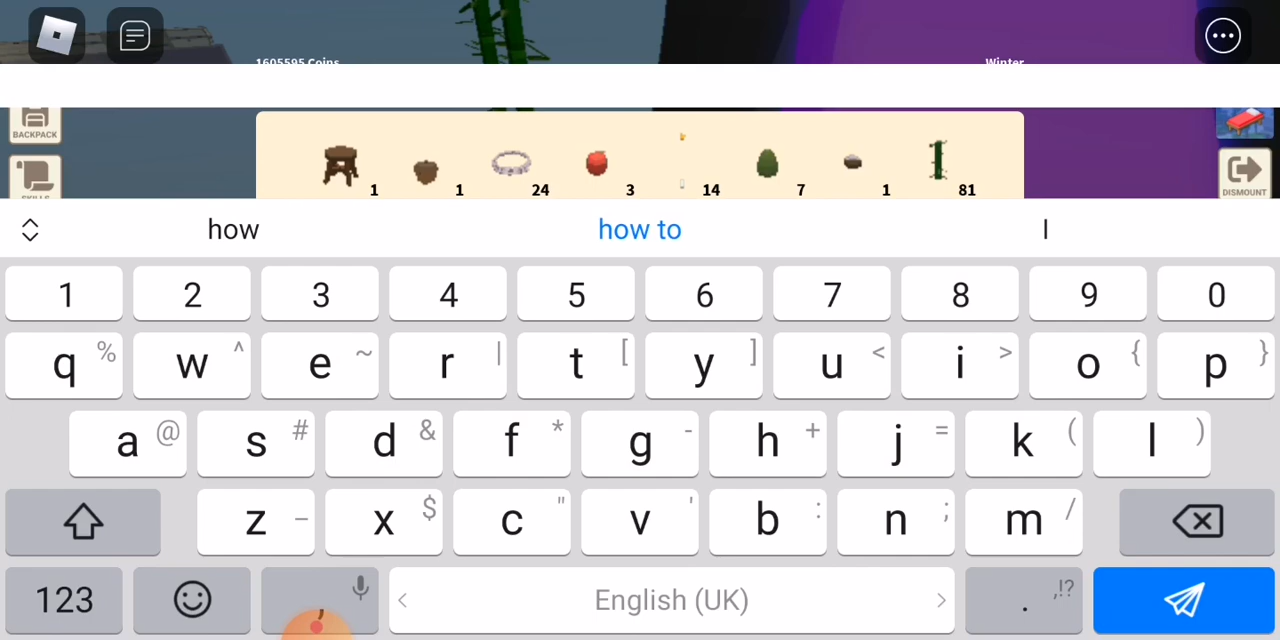 1605595 Coins
Winter
BACKPACK
SKILLS
DISMOUNT
1 1 24 3 14 7 1 81
how how to I
1 2 3 4 5 6 7 8 9 0
q % w ^ e ~ r | t [ y ] u < i > o { p }
a @ s # d & f * g - h + j = k ( l )
z _ x $ c " v ' b : n ; m /
123 < English (UK) > . ,!?